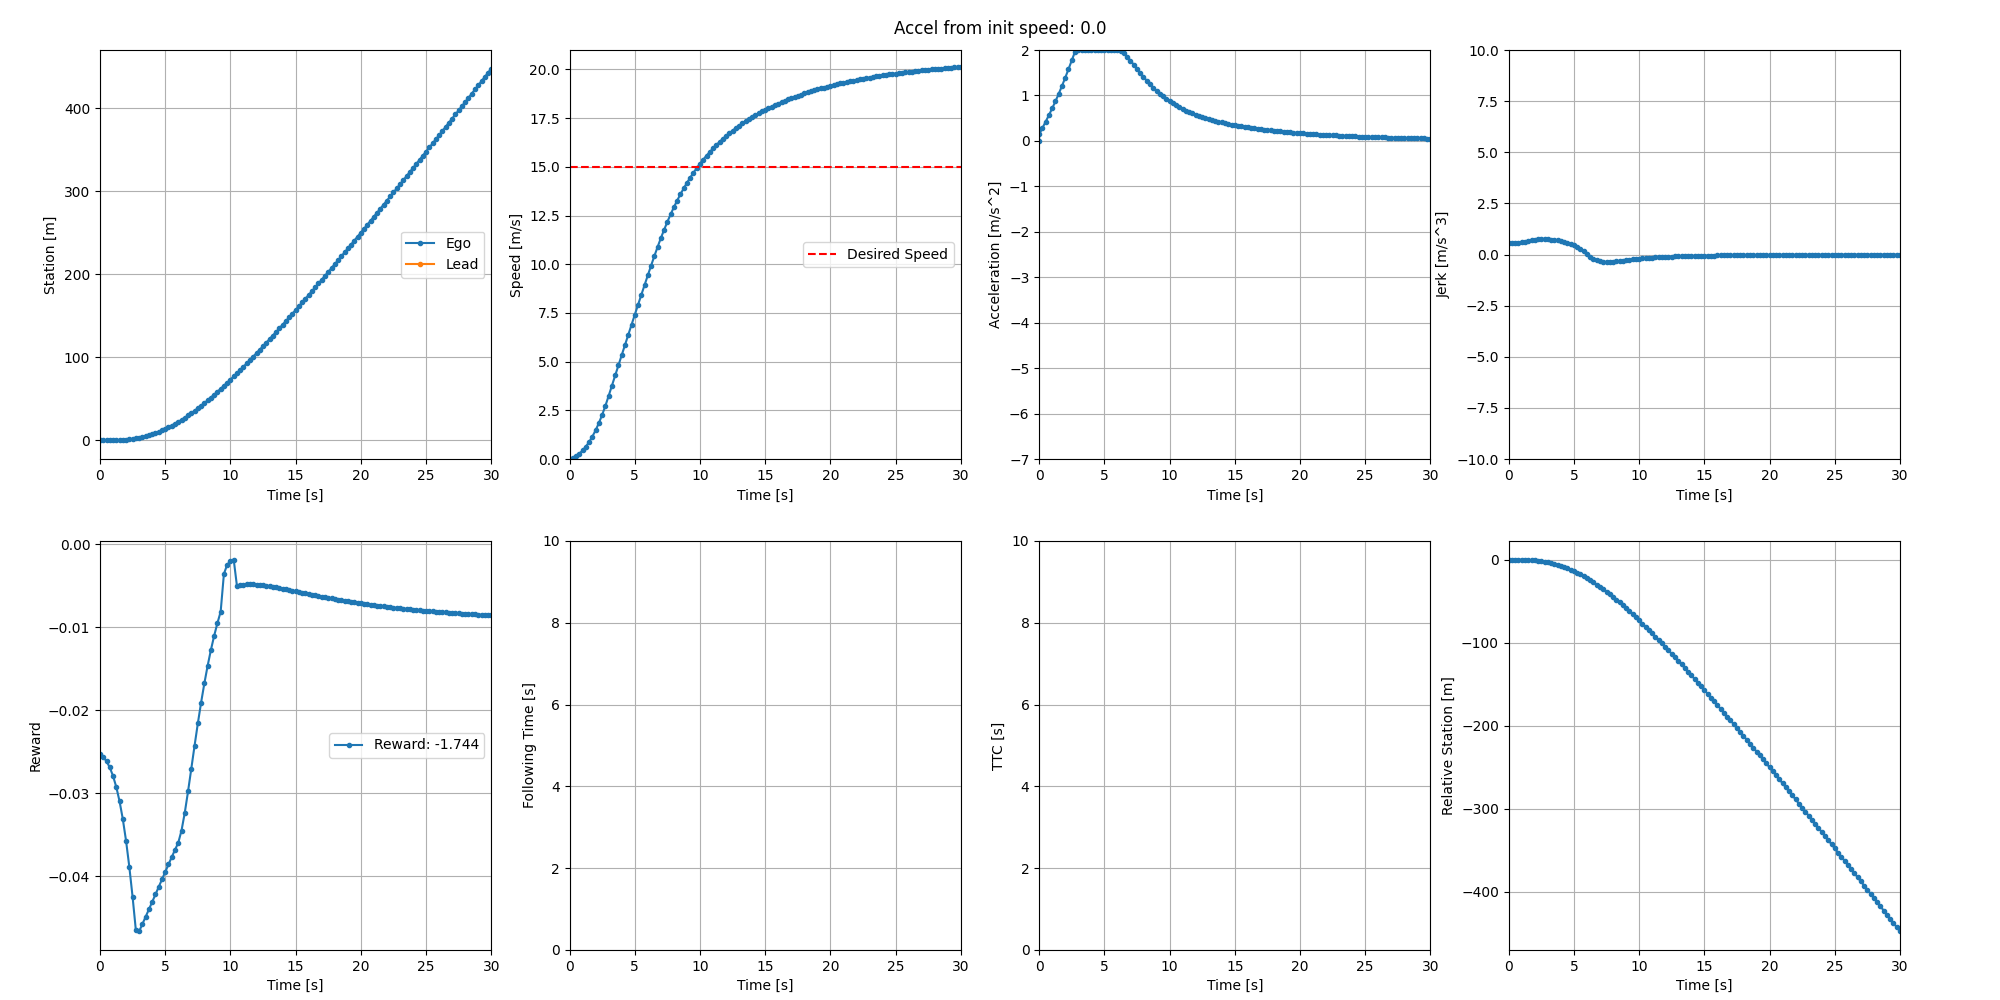 Accel from init speed: 0.0
Station [m]
400
300
200
100
0
Ego
Lead
0 5 10 15 20 25 30
Time [s]
Speed [m/s]
20.0
17.5
15.0
12.5
10.0
7.5
5.0
2.5
0.0
Desired Speed
0 5 10 15 20 25 30
Time [s]
Acceleration [m/s^2]
2
1
0
−1
−2
−3
−4
−5
−6
−7
0 5 10 15 20 25 30
Time [s]
Jerk [m/s^3]
10.0
7.5
5.0
2.5
0.0
−2.5
−5.0
−7.5
−10.0
0 5 10 15 20 25 30
Time [s]
Reward
0.00
−0.01
−0.02
−0.03
−0.04
Reward: -1.744
0 5 10 15 20 25 30
Time [s]
Following Time [s]
10
8
6
4
2
0
0 5 10 15 20 25 30
Time [s]
TTC [s]
10
8
6
4
2
0
0 5 10 15 20 25 30
Time [s]
Relative Station [m]
0
−100
−200
−300
−400
0 5 10 15 20 25 30
Time [s]